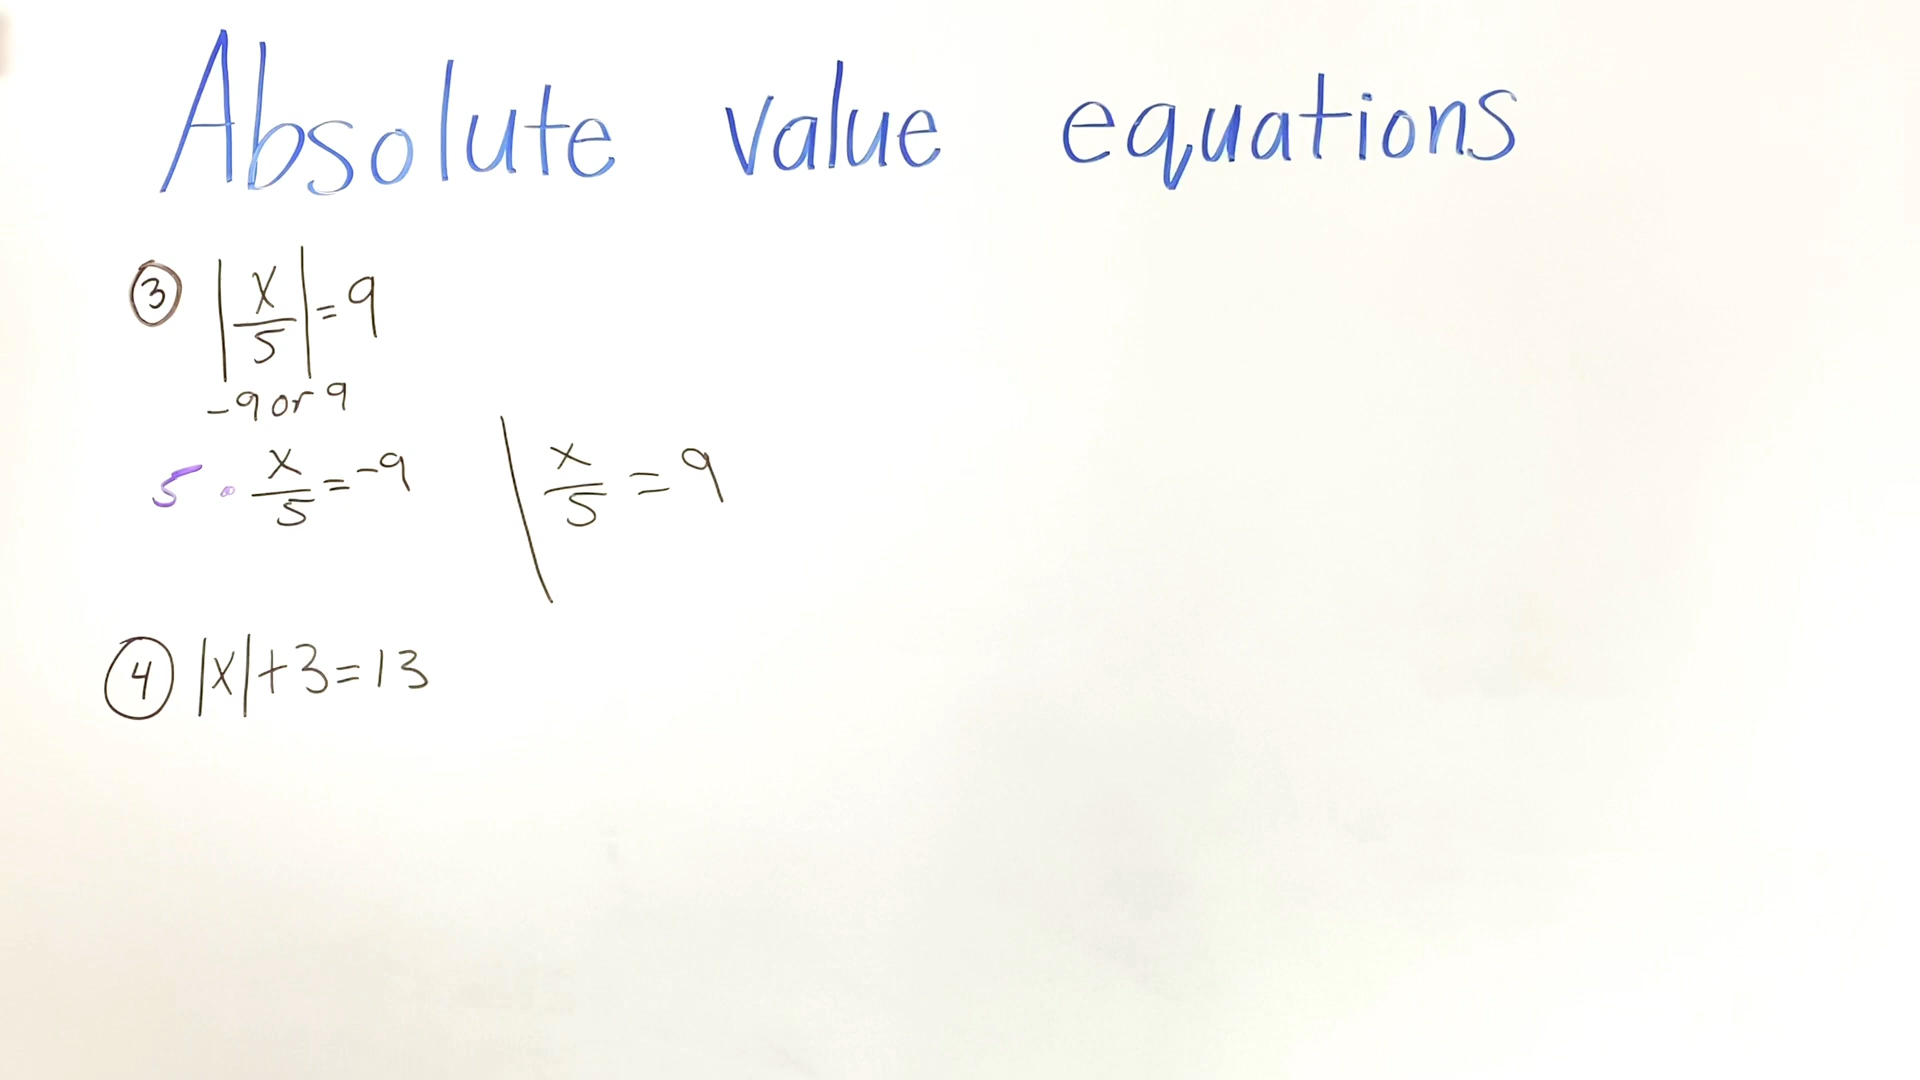 Absolute value equations
③ |x/5| = 9
-9 or 9
5 · x/5 = -9 | x/5 = 9
④ |x| + 3 = 13